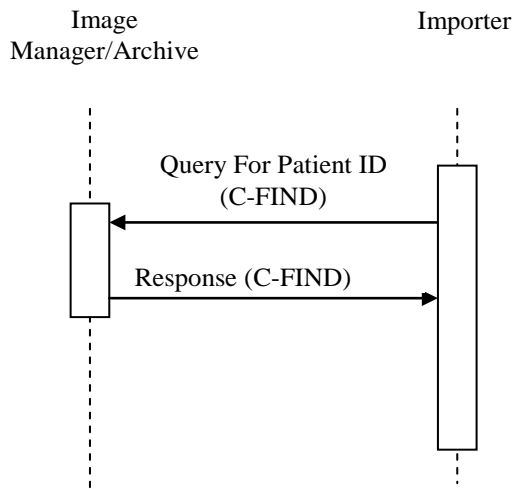 Image
Manager/Archive
Importer
Query For Patient ID
(C-FIND)
Response (C-FIND)